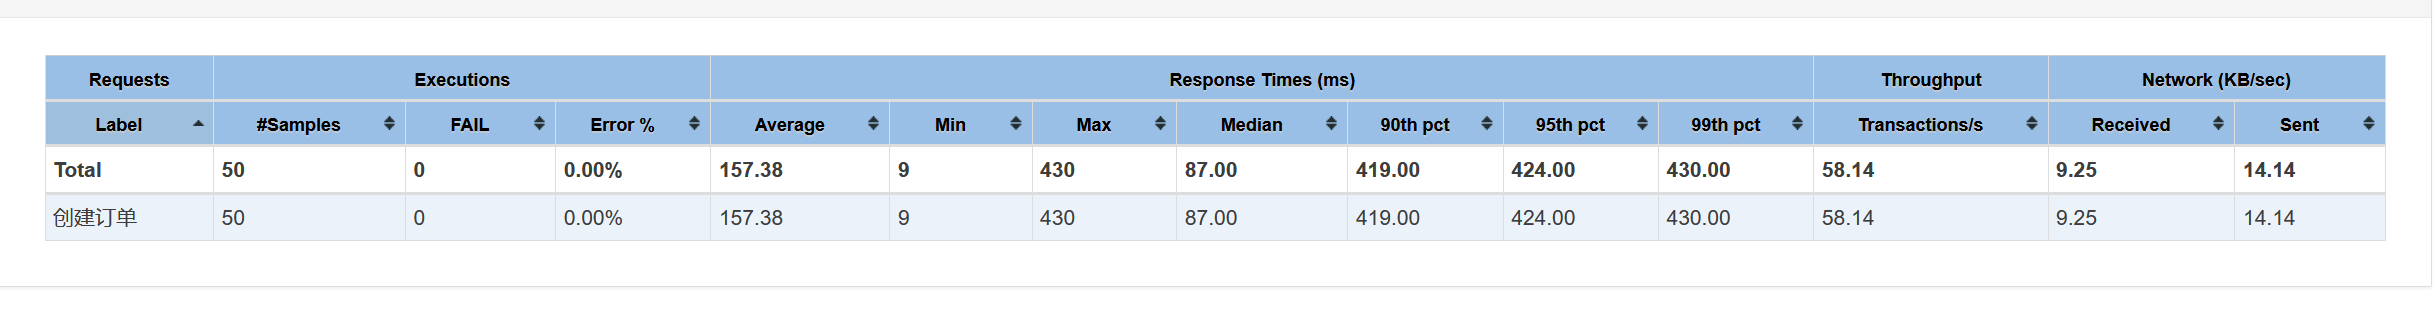 Requests Executions Response Times (ms) Throughput Network (KB/sec)
Label #Samples FAIL Error % Average Min Max Median 90th pct 95th pct 99th pct Transactions/s Received Sent
Total 50 0 0.00% 157.38 9 430 87.00 419.00 424.00 430.00 58.14 9.25 14.14
创建订单 50 0 0.00% 157.38 9 430 87.00 419.00 424.00 430.00 58.14 9.25 14.14